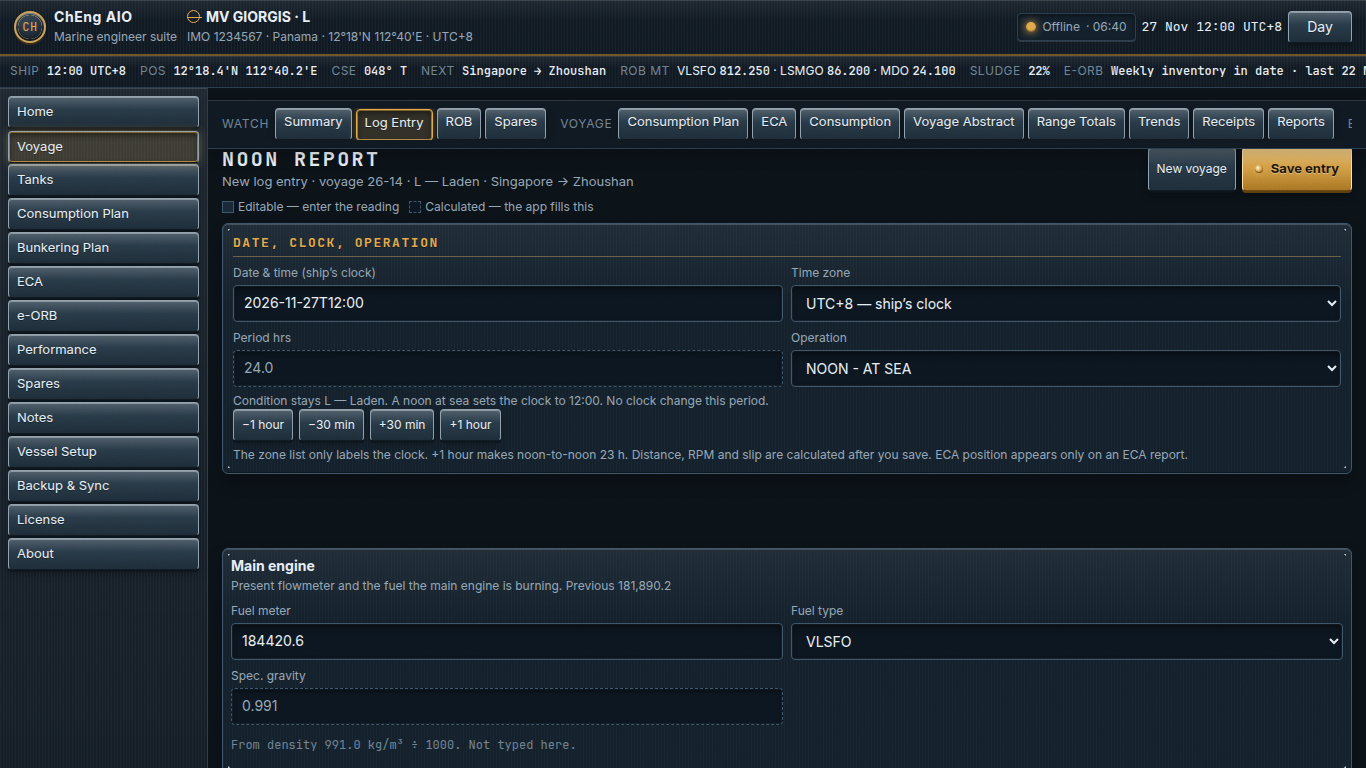 CH
ChEng AIO
Marine engineer suite
MV GIORGIS · L
IMO 1234567 · Panama · 12°18'N 112°40'E · UTC+8
Offline · 06:40
27 Nov 12:00 UTC+8
Day
SHIP 12:00 UTC+8 POS 12°18.4'N 112°40.2'E CSE 048° T NEXT Singapore → Zhoushan ROB MT VLSFO 812.250 · LSMGO 86.200 · MDO 24.100 SLUDGE 22% E-ORB Weekly inventory in date · last 22
Home
Voyage
Tanks
Consumption Plan
Bunkering Plan
ECA
e-ORB
Performance
Spares
Notes
Vessel Setup
Backup & Sync
License
About
WATCH Summary Log Entry ROB Spares VOYAGE Consumption Plan ECA Consumption Voyage Abstract Range Totals Trends Receipts Reports
NOON REPORT
New log entry · voyage 26-14 · L — Laden · Singapore → Zhoushan
New voyage
Save entry
Editable — enter the reading Calculated — the app fills this
DATE, CLOCK, OPERATION
Date & time (ship's clock) Time zone
2026-11-27T12:00 UTC+8 — ship's clock
Period hrs Operation
24.0 NOON - AT SEA
Condition stays L — Laden. A noon at sea sets the clock to 12:00. No clock change this period.
−1 hour −30 min +30 min +1 hour
The zone list only labels the clock. +1 hour makes noon-to-noon 23 h. Distance, RPM and slip are calculated after you save. ECA position appears only on an ECA report.
Main engine
Present flowmeter and the fuel the main engine is burning. Previous 181,890.2
Fuel meter Fuel type
184420.6 VLSFO
Spec. gravity
0.991
From density 991.0 kg/m³ ÷ 1000. Not typed here.